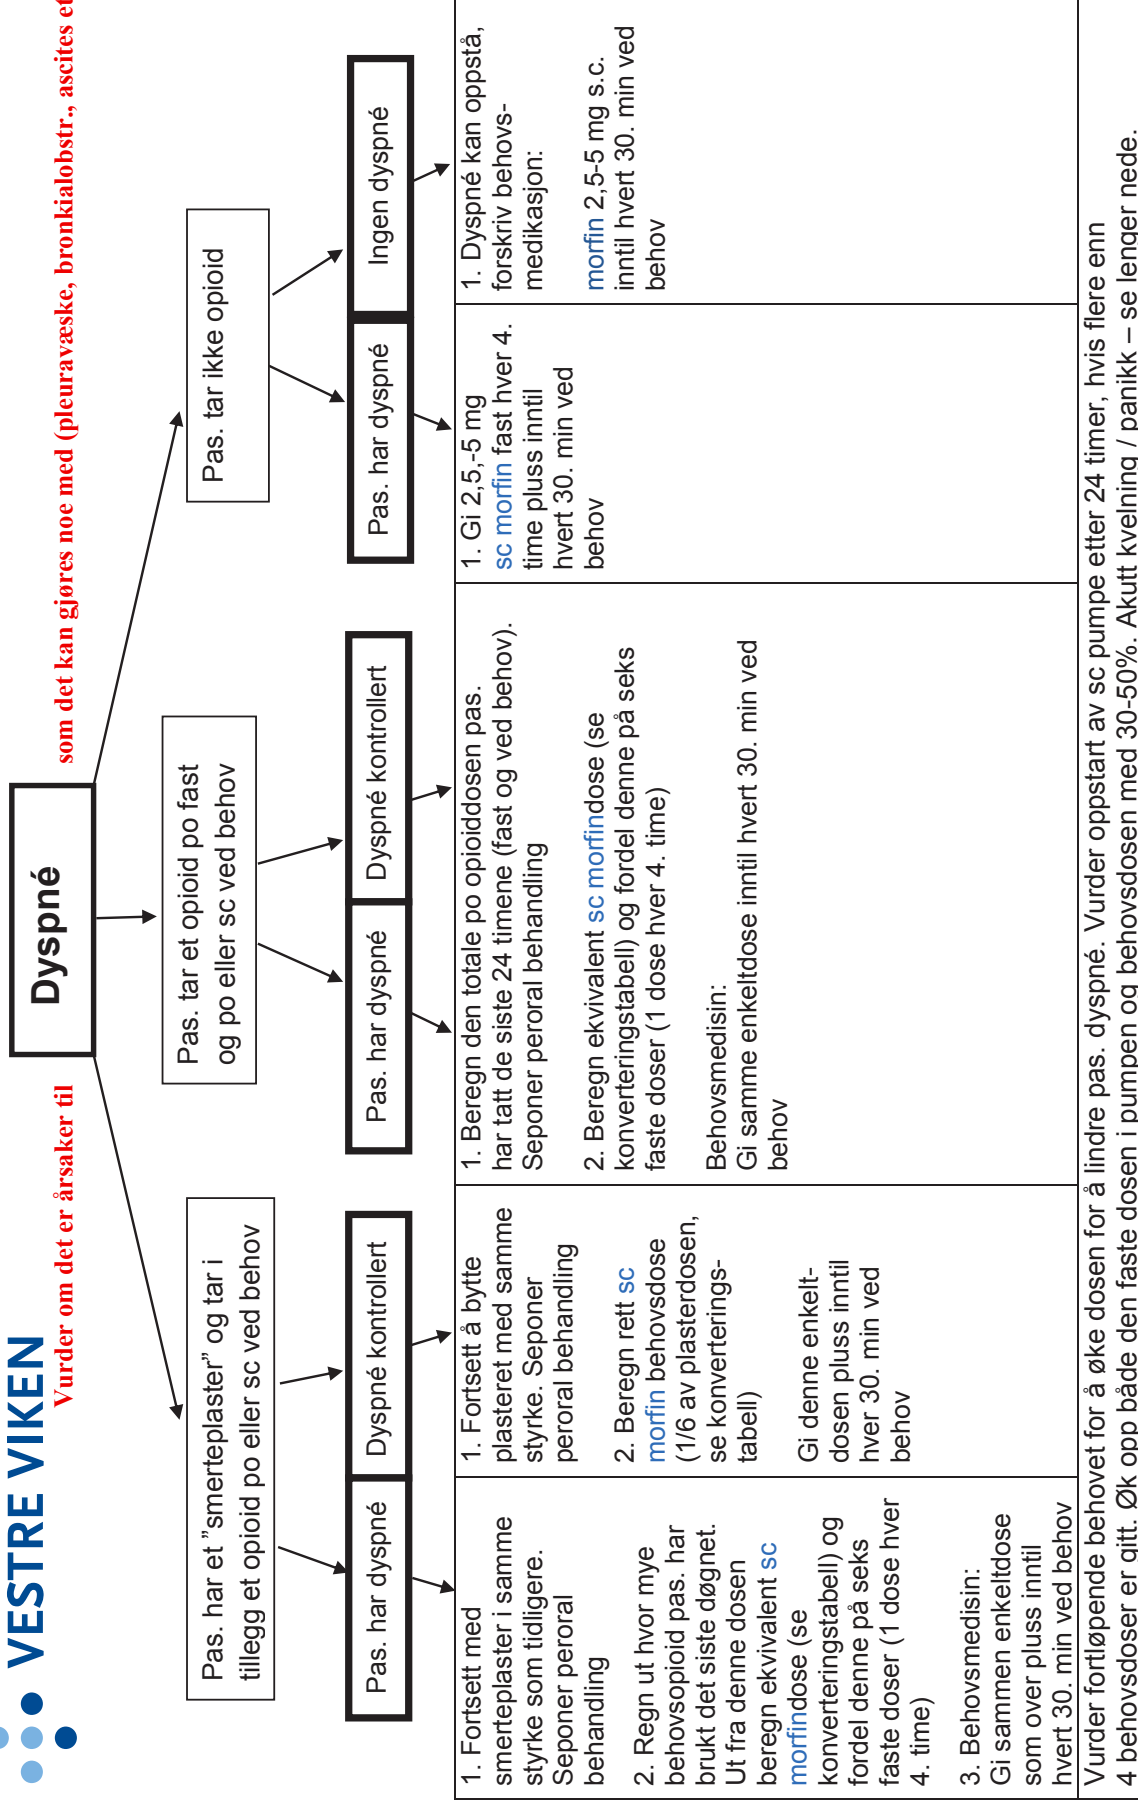 VESTRE VIKEN
Vurder om det er årsaker til
som det kan gjøres noe med (pleuravæske, bronkialobstr., ascites et
Dyspné
Pas. har et ”smerteplaster” og tar i
tillegg et opioid po eller sc ved behov
Pas. tar et opioid po fast
og po eller sc ved behov
Pas. tar ikke opioid
Pas. har dyspné
Dyspné kontrollert
Pas. har dyspné
Dyspné kontrollert
Pas. har dyspné
Ingen dyspné
1. Fortsett med
smerteplaster i samme
styrke som tidligere.
Seponer peroral
behandling
2. Regn ut hvor mye
behovsopioid pas. har
brukt det siste døgnet.
Ut fra denne dosen
beregn ekvivalent sc
morfindose (se
konverteringstabell) og
fordel denne på seks
faste doser (1 dose hver
4. time)
3. Behovsmedisin:
Gi sammen enkeltdose
som over pluss inntil
hvert 30. min ved behov
1. Fortsett å bytte
plasteret med samme
styrke. Seponer
peroral behandling
2. Beregn rett sc
morfin behovsdose
(1/6 av plasterdosen,
se konverterings-
tabell)
Gi denne enkelt-
dosen pluss inntil
hver 30. min ved
behov
1. Beregn den totale po opioiddosen pas.
har tatt de siste 24 timene (fast og ved behov).
Seponer peroral behandling
2. Beregn ekvivalent sc morfindose (se
konverteringstabell) og fordel denne på seks
faste doser (1 dose hver 4. time)
Behovsmedisin:
Gi samme enkeltdose inntil hvert 30. min ved
behov
1. Gi 2,5,-5 mg
sc morfin fast hver 4.
time pluss inntil
hvert 30. min ved
behov
1. Dyspné kan oppstå,
forskriv behovs-
medikasjon:
morfin 2,5-5 mg s.c.
inntil hvert 30. min ved
behov
Vurder fortløpende behovet for å øke dosen for å lindre pas. dyspné. Vurder oppstart av sc pumpe etter 24 timer, hvis flere enn
4 behovsdoser er gitt. Øk opp både den faste dosen i pumpen og behovsdosen med 30-50%. Akutt kvelning / panikk – se lenger nede.